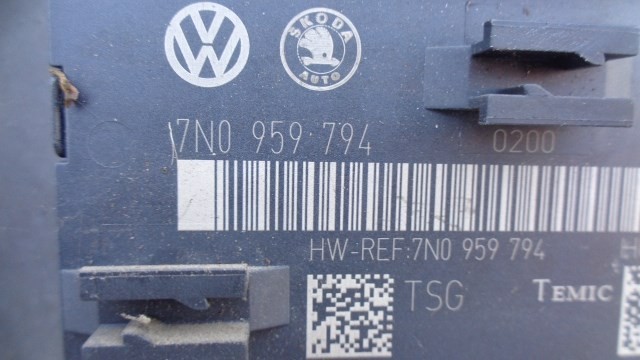 ŠKODA
AUTO
7N0 959 794
0200
HW-REF:7N0 959 794
TSG TEMIC